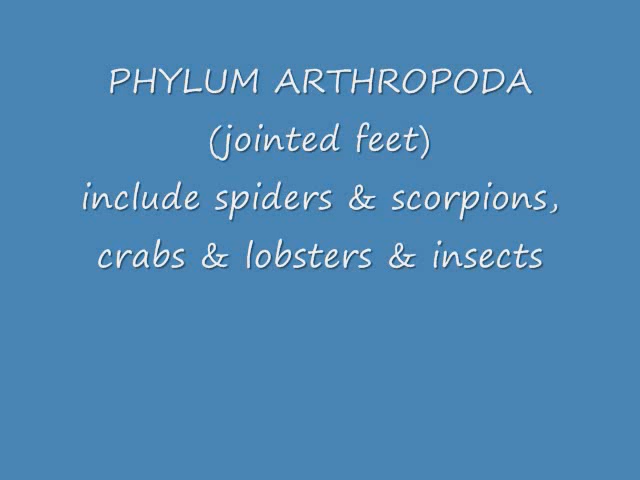 PHYLUM ARTHROPODA
(jointed feet)
include spiders & scorpions,
crabs & lobsters & insects